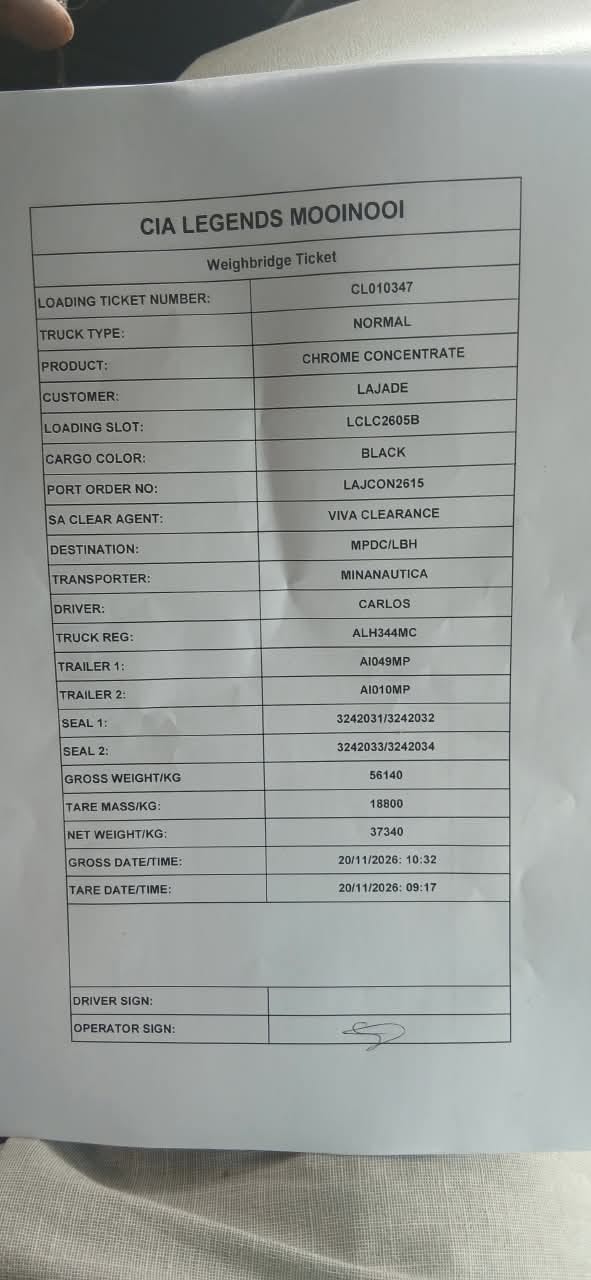 CIA LEGENDS MOOINOOI
Weighbridge Ticket
LOADING TICKET NUMBER: CL010347
TRUCK TYPE: NORMAL
PRODUCT: CHROME CONCENTRATE
CUSTOMER: LAJADE
LOADING SLOT: LCLC2605B
CARGO COLOR: BLACK
PORT ORDER NO: LAJCON2615
SA CLEAR AGENT: VIVA CLEARANCE
DESTINATION: MPDC/LBH
TRANSPORTER: MINANAUTICA
DRIVER: CARLOS
TRUCK REG: ALH344MC
TRAILER 1: AI049MP
TRAILER 2: AI010MP
SEAL 1: 3242031/3242032
SEAL 2: 3242033/3242034
GROSS WEIGHT/KG 56140
TARE MASS/KG: 18800
NET WEIGHT/KG: 37340
GROSS DATE/TIME: 20/11/2026: 10:32
TARE DATE/TIME: 20/11/2026: 09:17
DRIVER SIGN:
OPERATOR SIGN: